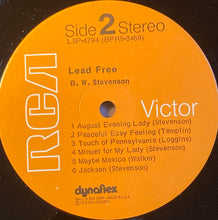 Side 2 Stereo
LSP-4794 (BPRS-8469)
Lead Free
B. W. Stevenson
RCA
Victor
1 August Evening Lady (Stevenson)
2 Peaceful Easy Feeling (Templin)
3 Touch of Pennsylvania (Loggins)
4 Minuet for My Lady (Stevenson)
5 Maybe Mexico (Walker)
6 Jackson (Stevenson)
dynaflex